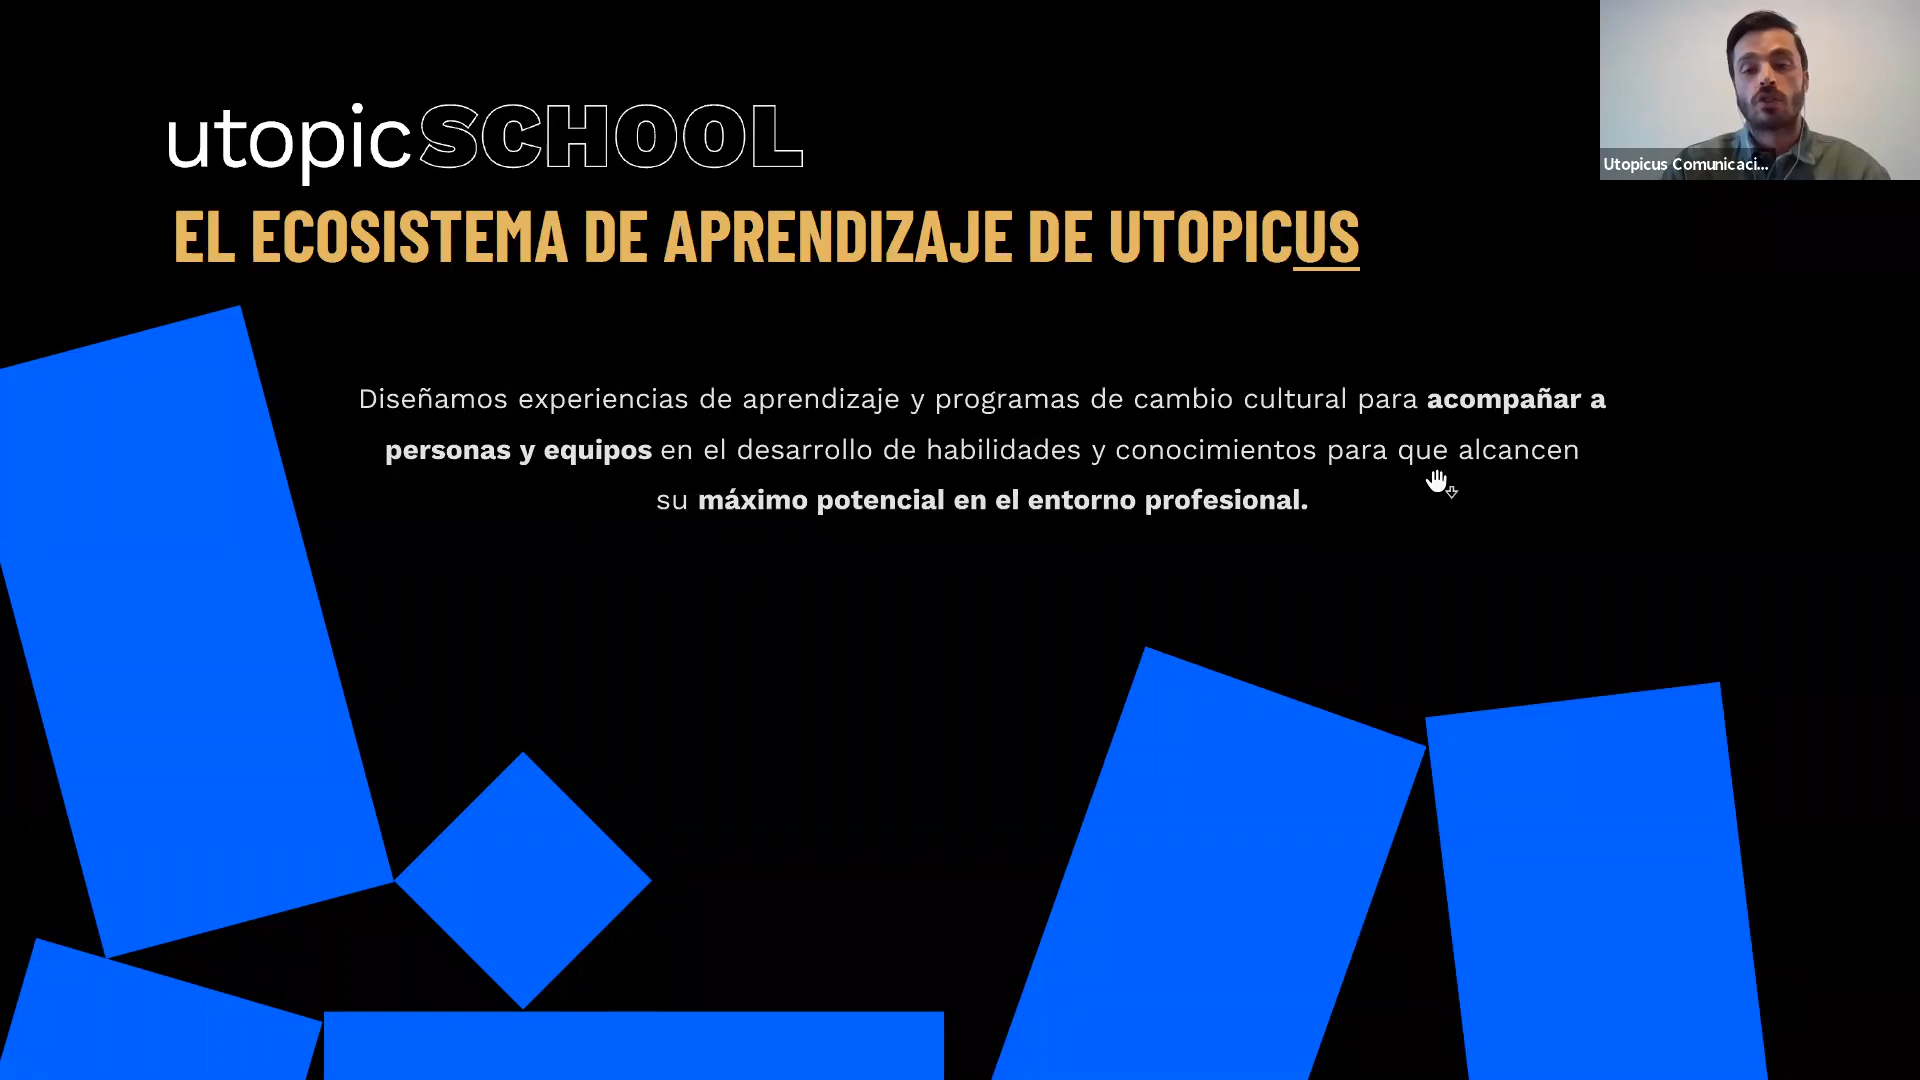 utopicSCHOOL
EL ECOSISTEMA DE APRENDIZAJE DE UTOPICUS
Diseñamos experiencias de aprendizaje y programas de cambio cultural para acompañar a
personas y equipos en el desarrollo de habilidades y conocimientos para que alcancen
su máximo potencial en el entorno profesional.
Utopicus Comunicaci...